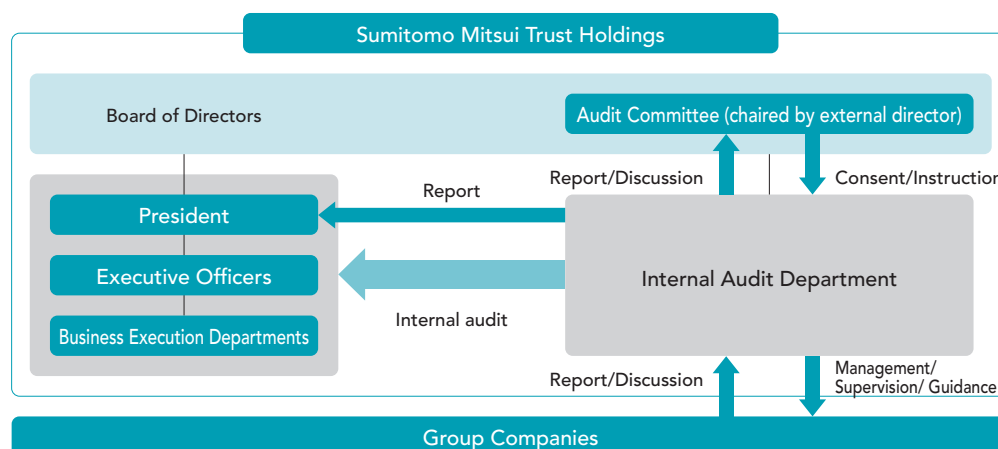 Sumitomo Mitsui Trust Holdings
Board of Directors
Audit Committee (chaired by external director)
Report/Discussion
Consent/Instruction
Report
President
Executive Officers
Internal Audit Department
Internal audit
Business Execution Departments
Report/Discussion
Management/
Supervision/ Guidance
Group Companies